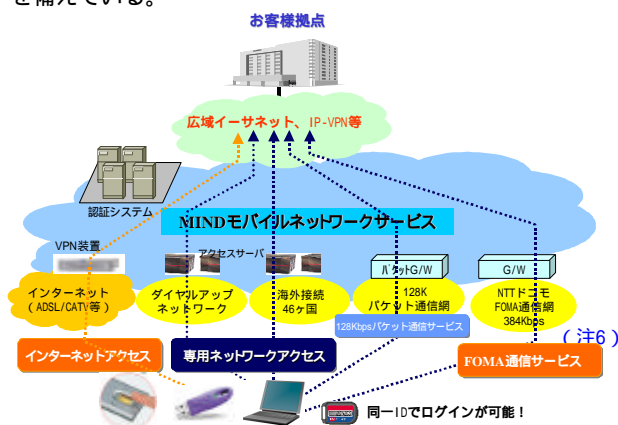 を備えている。
お客様拠点
広域イーサネット、IP-VPN等
認証システム
MINDモバイルネットワークサービス
VPN装置
アクセスサーバ
パケットG/W
G/W
インターネット
(ADSL/CATV等)
ダイヤルアップ
ネットワーク
海外接続
46ヶ国
128K
パケット通信網
NTTドコモ
FOMA通信網
384Kbps
128Kbpsパケット通信サービス
(注6)
インターネットアクセス
専用ネットワークアクセス
FOMA通信サービス
同一IDでログインが可能!